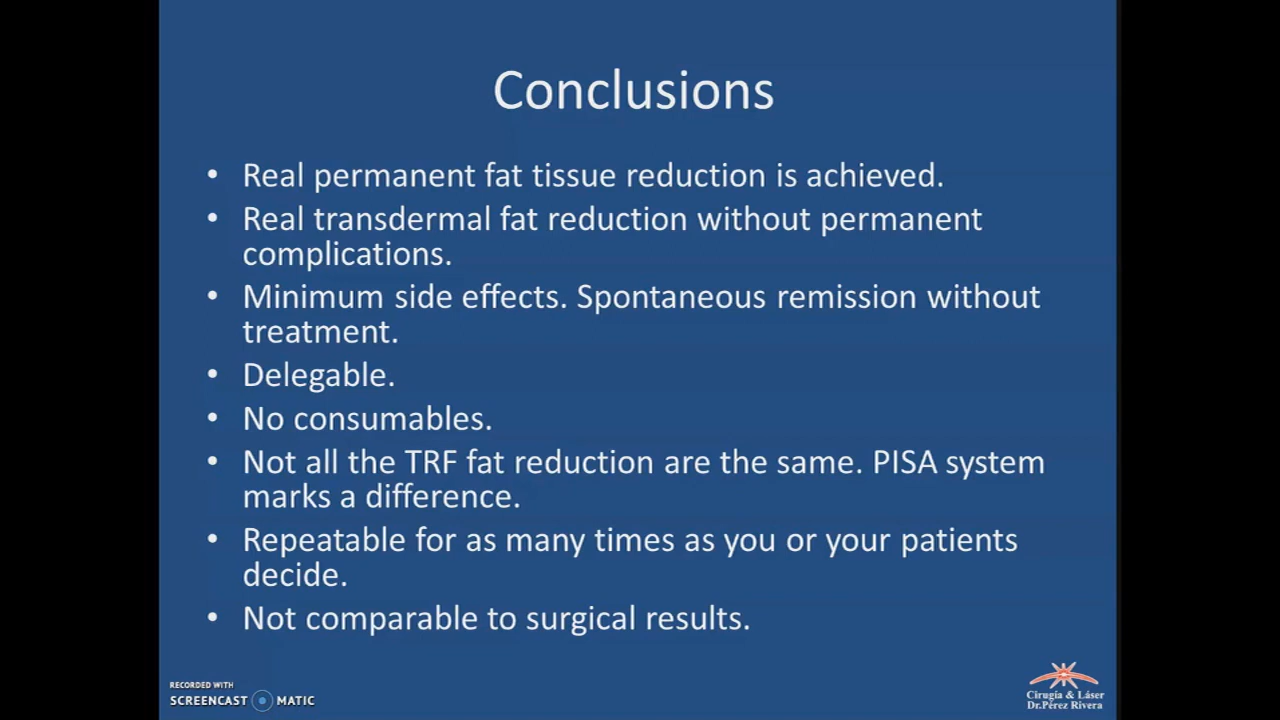 Conclusions
• Real permanent fat tissue reduction is achieved.
• Real transdermal fat reduction without permanent
complications.
• Minimum side effects. Spontaneous remission without
treatment.
• Delegable.
• No consumables.
• Not all the TRF fat reduction are the same. PISA system
marks a difference.
• Repeatable for as many times as you or your patients
decide.
• Not comparable to surgical results.
RECORDED WITH
SCREENCAST MATIC
Cirugía & Láser
Dr.Pérez Rivera